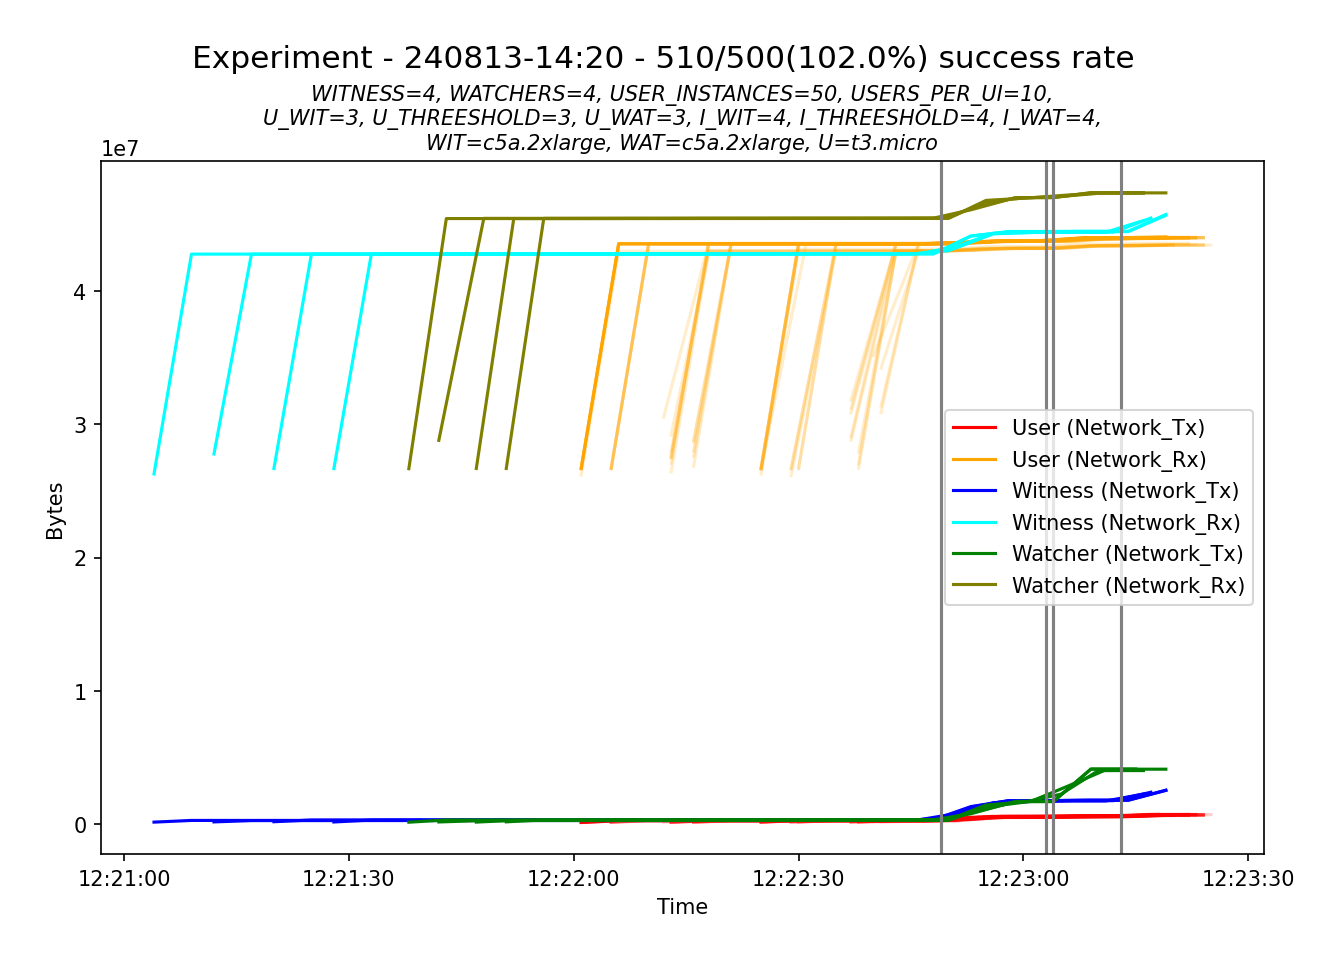 Experiment - 240813-14:20 - 510/500(102.0%) success rate
WITNESS=4, WATCHERS=4, USER_INSTANCES=50, USERS_PER_UI=10,
U_WIT=3, U_THREESHOLD=3, U_WAT=3, I_WIT=4, I_THREESHOLD=4, I_WAT=4,
WIT=c5a.2xlarge, WAT=c5a.2xlarge, U=t3.micro
1e7
4
3
2
1
0
Bytes
User (Network_Tx)
User (Network_Rx)
Witness (Network_Tx)
Witness (Network_Rx)
Watcher (Network_Tx)
Watcher (Network_Rx)
12:21:00 12:21:30 12:22:00 12:22:30 12:23:00 12:23:30
Time